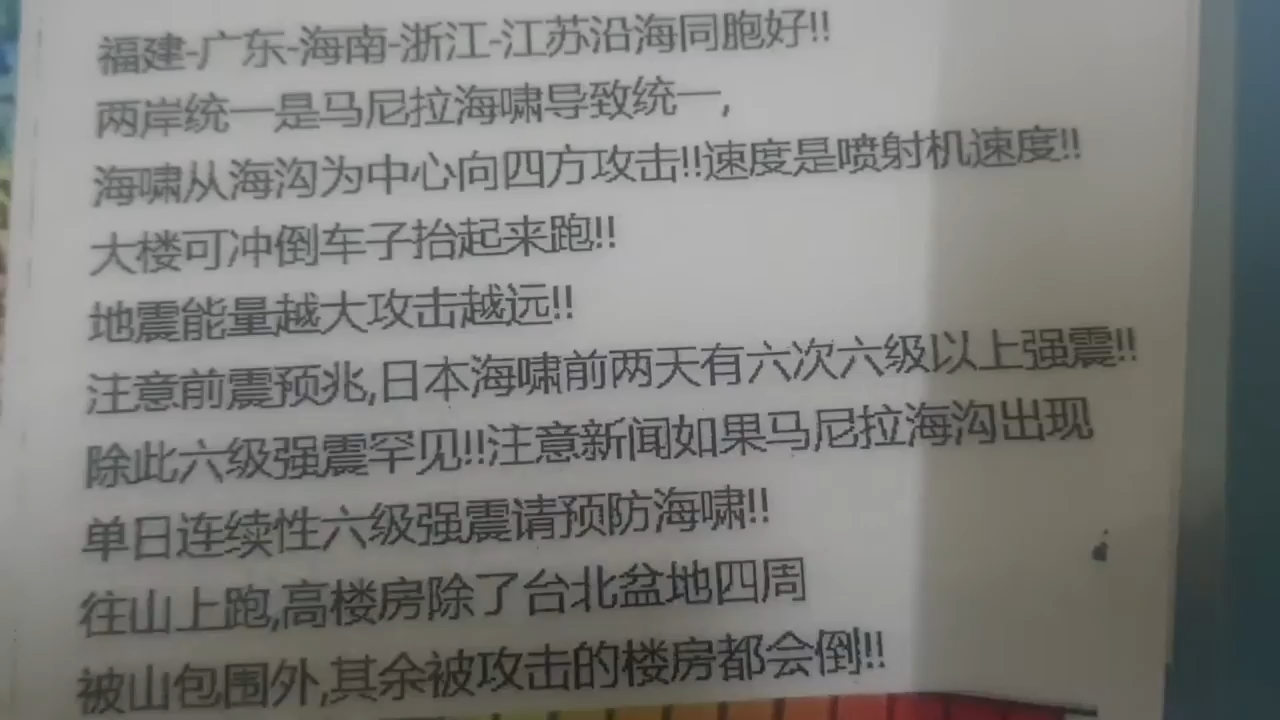 福建-广东-海南-浙江-江苏沿海同胞好!!
两岸统一是马尼拉海啸导致统一,
海啸从海沟为中心向四方攻击!!速度是喷射机速度!!
大楼可冲倒车子抬起来跑!!
地震能量越大攻击越远!!
注意前震预兆,日本海啸前两天有六次六级以上强震!!
除此六级强震罕见!!注意新闻如果马尼拉海沟出现
单日连续性六级强震请预防海啸!!
往山上跑,高楼房除了台北盆地四周
被山包围外,其余被攻击的楼房都会倒!!